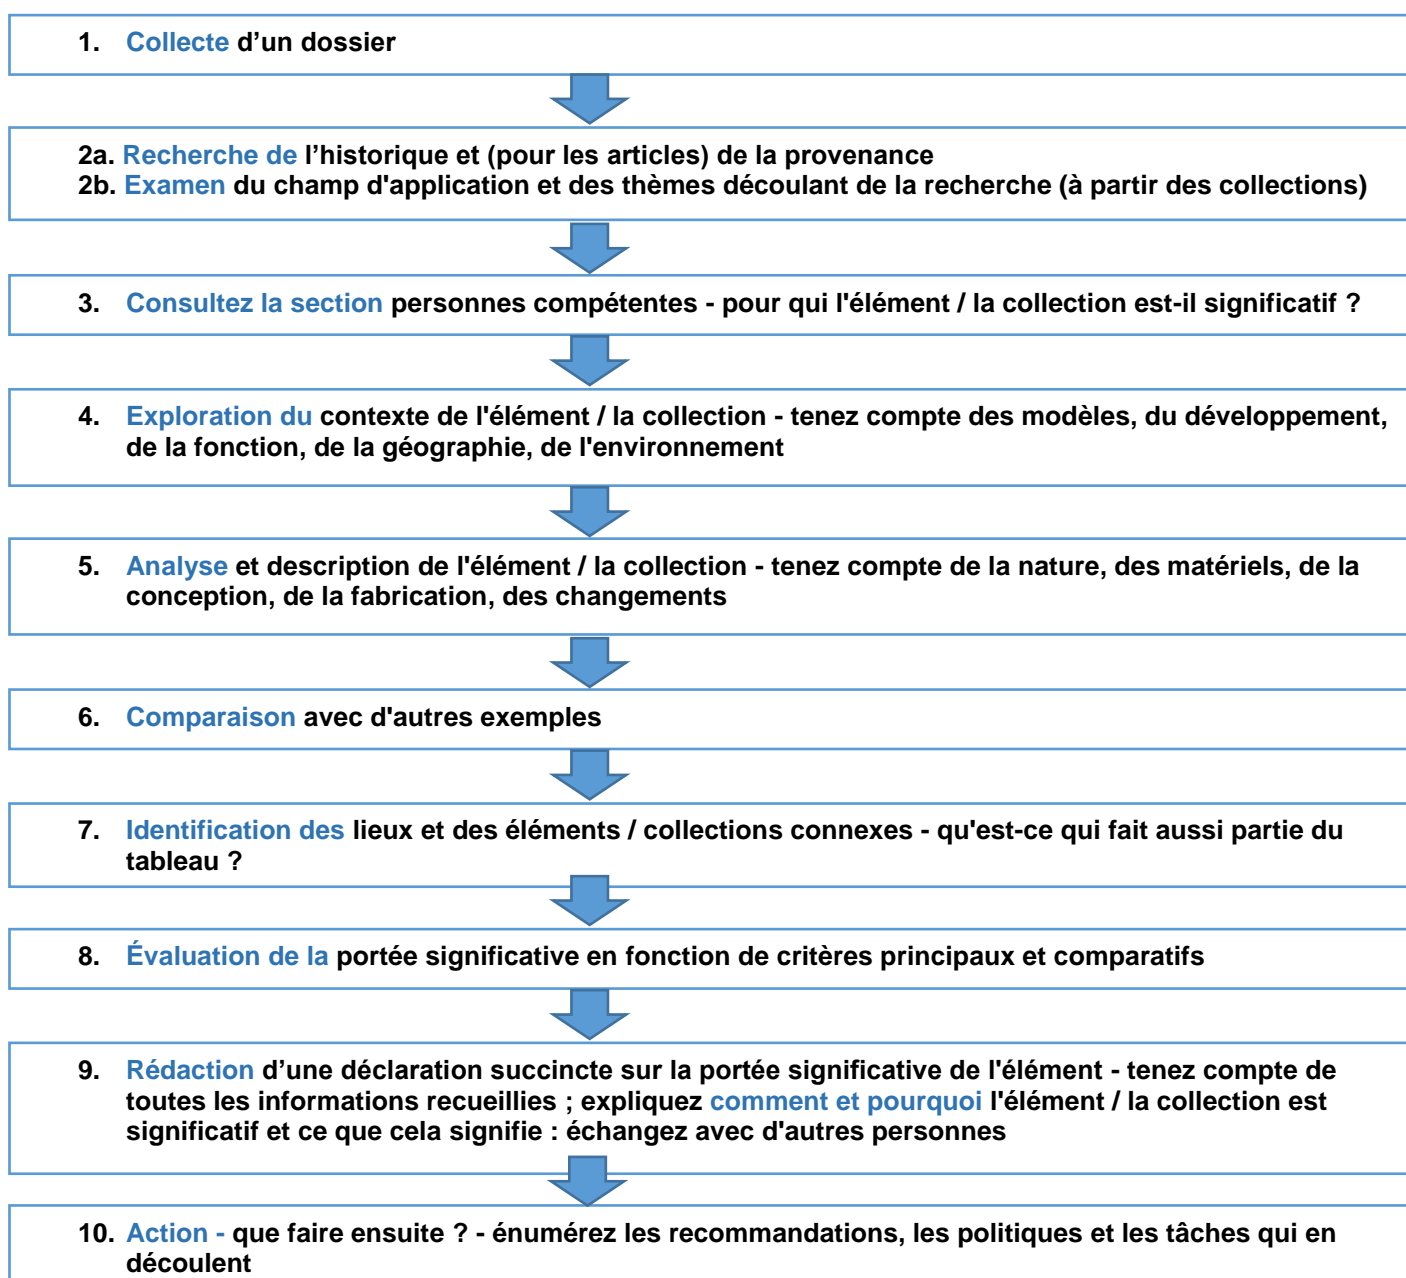 1. Collecte d’un dossier
2a. Recherche de l’historique et (pour les articles) de la provenance
2b. Examen du champ d'application et des thèmes découlant de la recherche (à partir des collections)
3. Consultez la section personnes compétentes - pour qui l'élément / la collection est-il significatif ?
4. Exploration du contexte de l'élément / la collection - tenez compte des modèles, du développement,
de la fonction, de la géographie, de l'environnement
5. Analyse et description de l'élément / la collection - tenez compte de la nature, des matériels, de la
conception, de la fabrication, des changements
6. Comparaison avec d'autres exemples
7. Identification des lieux et des éléments / collections connexes - qu'est-ce qui fait aussi partie du
tableau ?
8. Évaluation de la portée significative en fonction de critères principaux et comparatifs
9. Rédaction d’une déclaration succincte sur la portée significative de l'élément - tenez compte de
toutes les informations recueillies ; expliquez comment et pourquoi l'élément / la collection est
significatif et ce que cela signifie : échangez avec d'autres personnes
10. Action - que faire ensuite ? - énumérez les recommandations, les politiques et les tâches qui en
découlent